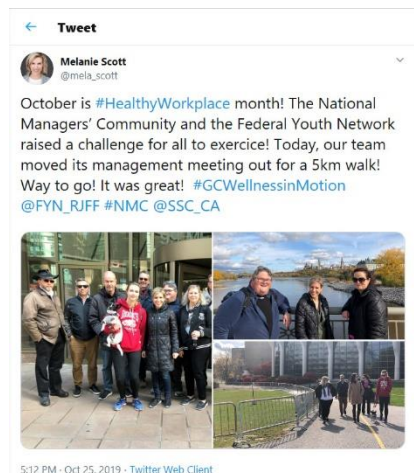 Tweet
Melanie Scott
@mela_scott
October is #HealthyWorkplace month! The National
Managers' Community and the Federal Youth Network
raised a challenge for all to exercice! Today, our team
moved its management meeting out for a 5km walk!
Way to go! It was great! #GCWellnessinMotion
@FYN_RJFF #NMC @SSC_CA
5:12 PM · Oct 25, 2019 · Twitter Web Client